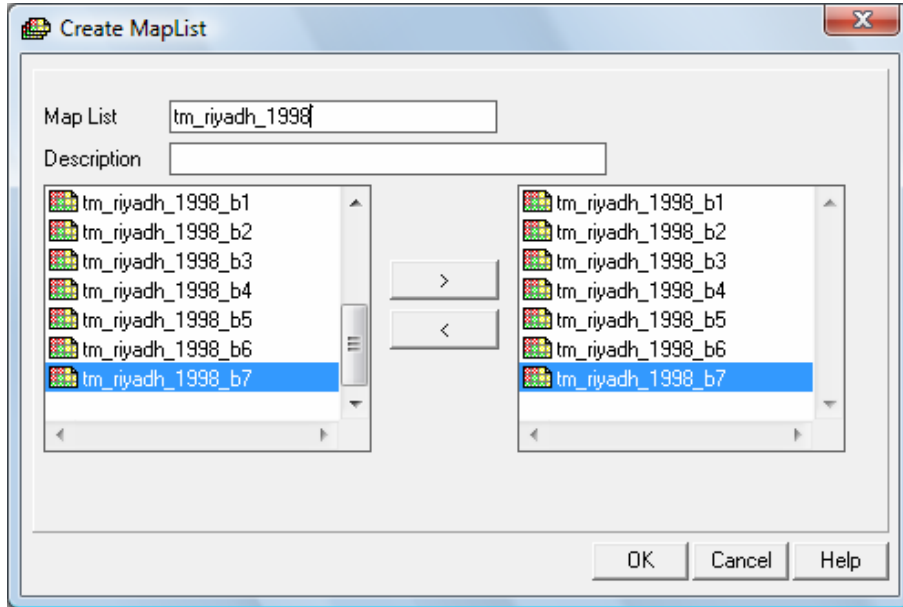 Create MapList
Map List tm_riyadh_1998
Description
tm_riyadh_1998_b1
tm_riyadh_1998_b2
tm_riyadh_1998_b3
tm_riyadh_1998_b4
tm_riyadh_1998_b5
tm_riyadh_1998_b6
tm_riyadh_1998_b7
>
<
tm_riyadh_1998_b1
tm_riyadh_1998_b2
tm_riyadh_1998_b3
tm_riyadh_1998_b4
tm_riyadh_1998_b5
tm_riyadh_1998_b6
tm_riyadh_1998_b7
OK Cancel Help